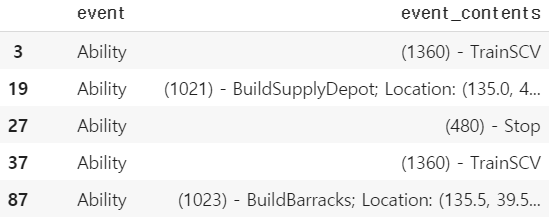 event event_contents
3 Ability (1360) - TrainSCV
19 Ability (1021) - BuildSupplyDepot; Location: (135.0, 4...
27 Ability (480) - Stop
37 Ability (1360) - TrainSCV
87 Ability (1023) - BuildBarracks; Location: (135.5, 39.5...